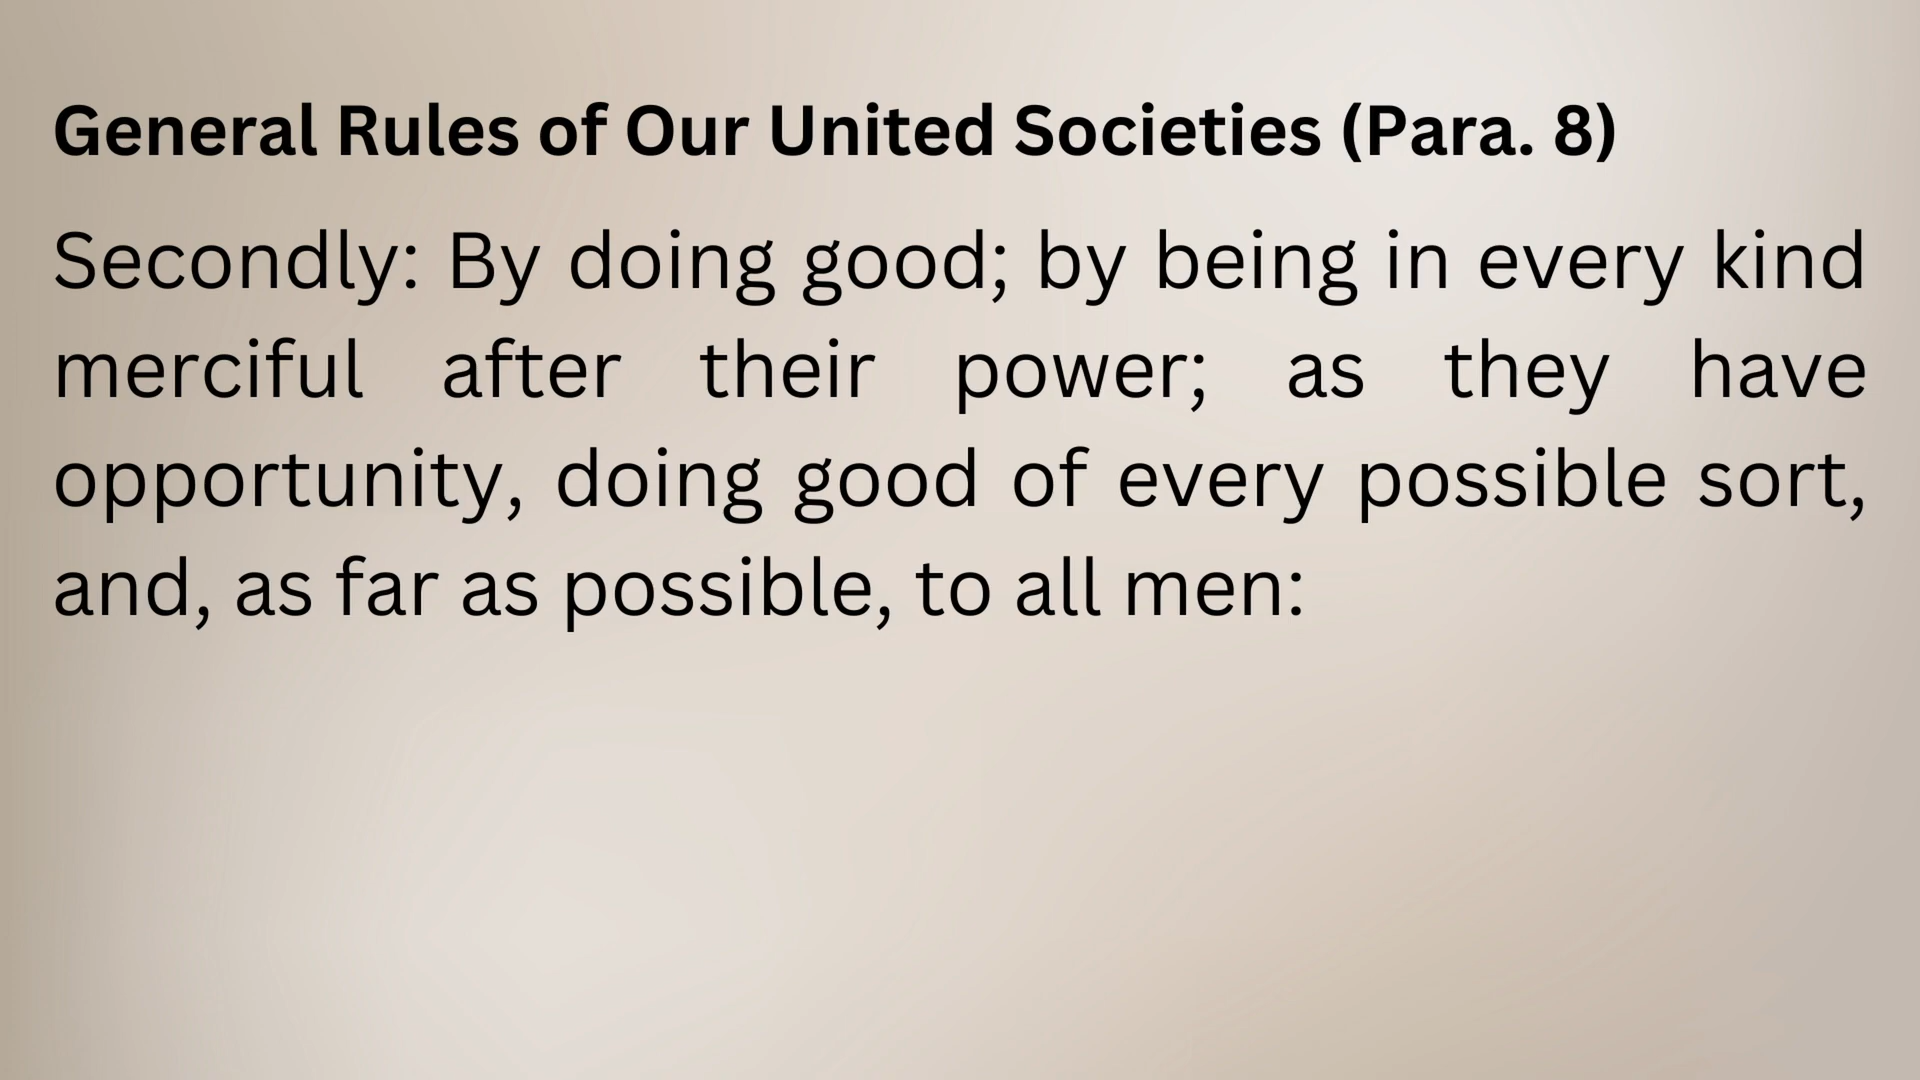 General Rules of Our United Societies (Para. 8)
Secondly: By doing good; by being in every kind
merciful after their power; as they have
opportunity, doing good of every possible sort,
and, as far as possible, to all men: